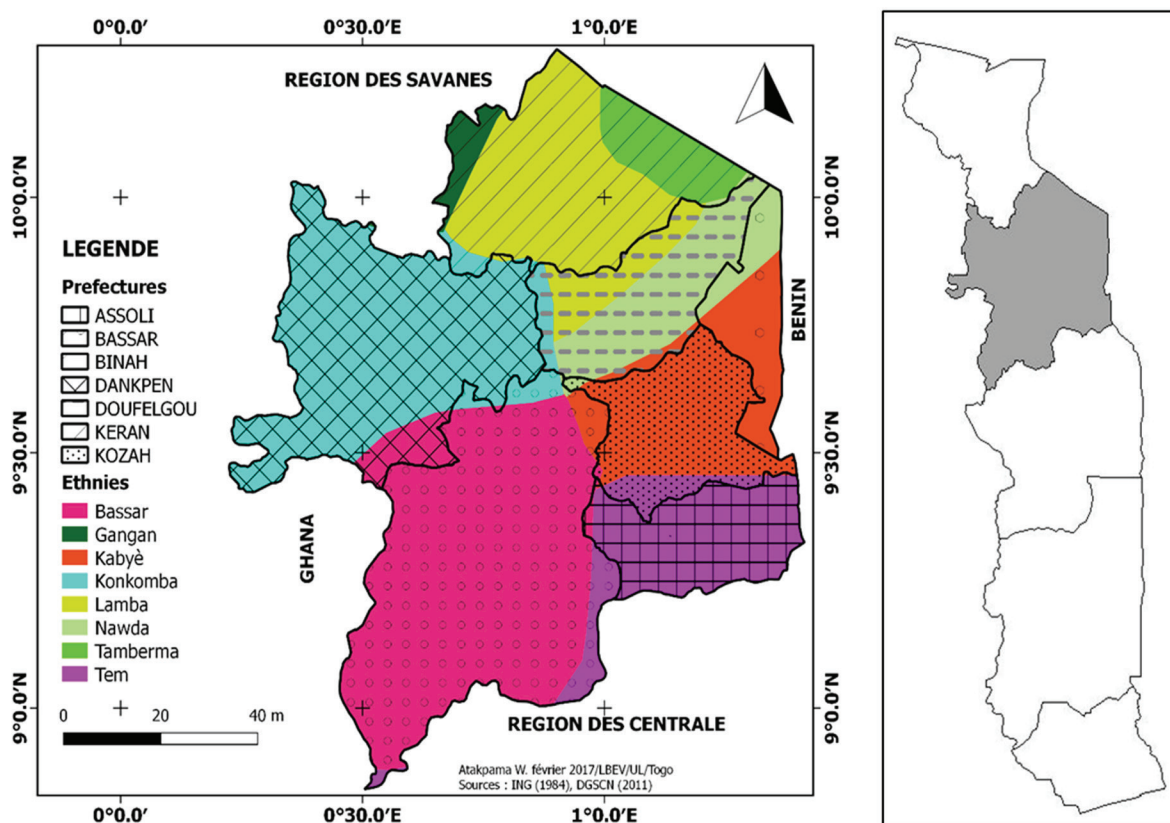 0°0.0′ 0°30.0′ 1°0.0′
REGION DES SAVANES
10°0.0′N
10°0.0′N
LEGENDE
Prefectures
ASSOLI
BASSAR
BINAH
DANKPEN
DOUFELGOU
KERAN
KOZAH
Ethnies
Bassar
Gangan
Kabyè
Konkomba
Lamba
Nawda
Tamberma
Tem
BENIN
9°30.0′N
9°30.0′N
GHANA
0 20 40 m
9°0.0′N
9°0.0′N
REGION DES CENTRALE
Atakpama W. février 2017/LBEV/UL/Togo
Sources : ING (1984), DGSCN (2011)
0°0.0′ 0°30.0′ 1°0.0′